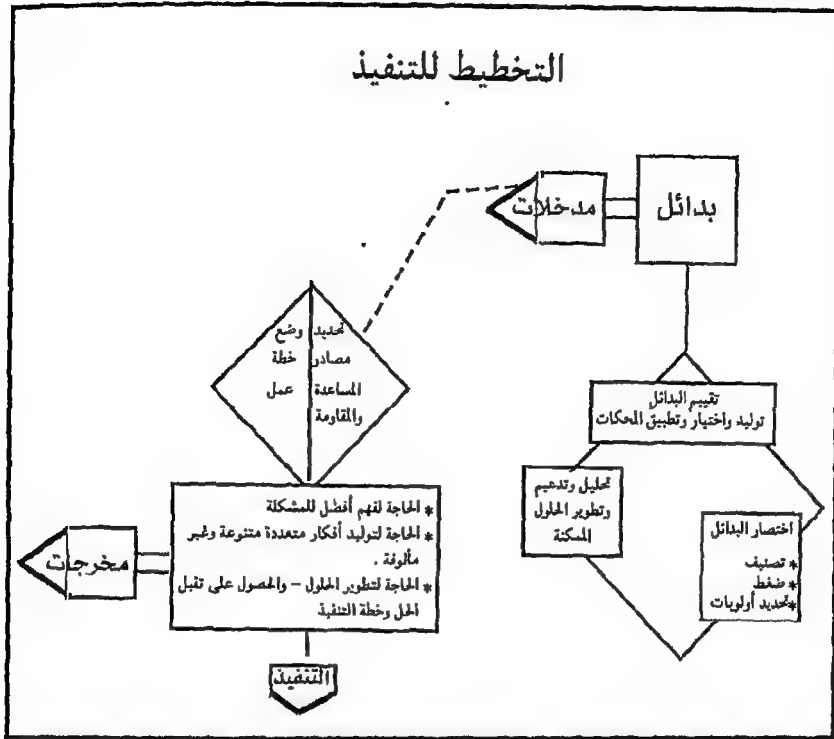 التخطيط للتنفيذ
بدائل
مدخلات
تقييم البدائل
توليد واختيار وتطبيق المحكات
تحليل وتدعيم
وتطوير الحلول
الممكنة
اختصار البدائل
* تصنيف
* ضغط
* تحديد أولويات
تحديد
مصادر
المساعدة
والمقاومة
وضع
خطة
عمل
* الحاجة لفهم أفضل للمشكلة
* الحاجة لتوليد أفكار متعددة متنوعة وغير
مألوفة .
* الحاجة لتطوير الحلول – والحصول على تقبل
الحل وخطة التنفيذ
مخرجات
التنفيذ